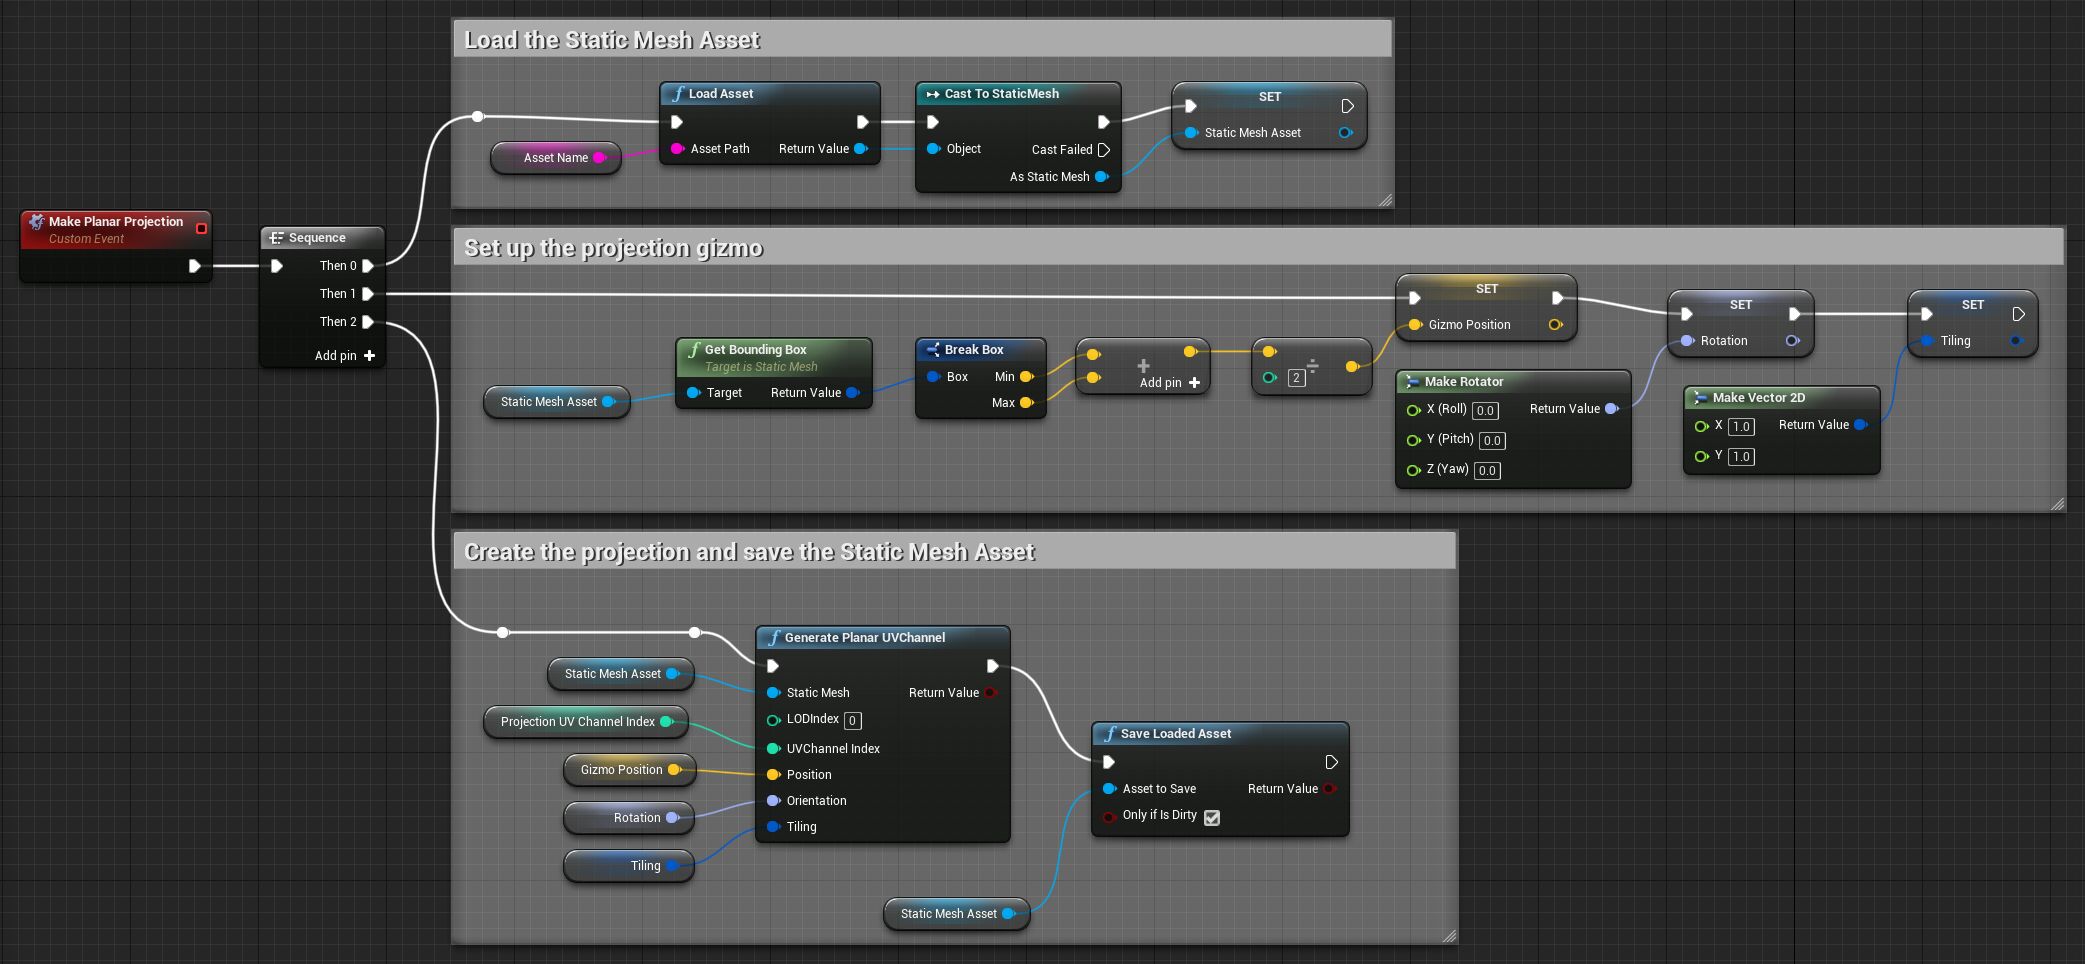 Load the Static Mesh Asset
Load Asset
Asset Path
Return Value
Asset Name
Cast To StaticMesh
Object
Cast Failed
As Static Mesh
SET
Static Mesh Asset
Make Planar Projection
Custom Event
Sequence
Then 0
Then 1
Then 2
Add pin
Set up the projection gizmo
Static Mesh Asset
Get Bounding Box
Target is Static Mesh
Target
Return Value
Break Box
Box
Min
Max
+
Add pin
2
÷
SET
Gizmo Position
Make Rotator
X (Roll) 0.0
Return Value
Y (Pitch) 0.0
Z (Yaw) 0.0
SET
Rotation
Make Vector 2D
X 1.0
Return Value
Y 1.0
SET
Tiling
Create the projection and save the Static Mesh Asset
Static Mesh Asset
Projection UV Channel Index
Gizmo Position
Rotation
Tiling
Generate Planar UVChannel
Static Mesh
Return Value
LODIndex 0
UVChannel Index
Position
Orientation
Tiling
Static Mesh Asset
Save Loaded Asset
Asset to Save
Return Value
Only if Is Dirty